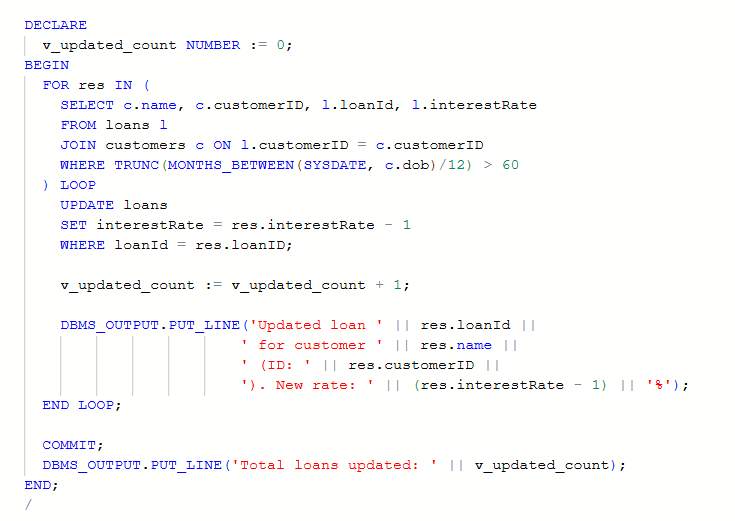 DECLARE
  v_updated_count NUMBER := 0;
BEGIN
  FOR res IN (
    SELECT c.name, c.customerID, l.loanId, l.interestRate
    FROM loans l
    JOIN customers c ON l.customerID = c.customerID
    WHERE TRUNC(MONTHS_BETWEEN(SYSDATE, c.dob)/12) > 60
  ) LOOP
    UPDATE loans
    SET interestRate = res.interestRate - 1
    WHERE loanId = res.loanID;

    v_updated_count := v_updated_count + 1;

    DBMS_OUTPUT.PUT_LINE('Updated loan ' || res.loanId ||
                        ' for customer ' || res.name ||
                        ' (ID: ' || res.customerID ||
                        '). New rate: ' || (res.interestRate - 1) || '%');
  END LOOP;

  COMMIT;
  DBMS_OUTPUT.PUT_LINE('Total loans updated: ' || v_updated_count);
END;
/